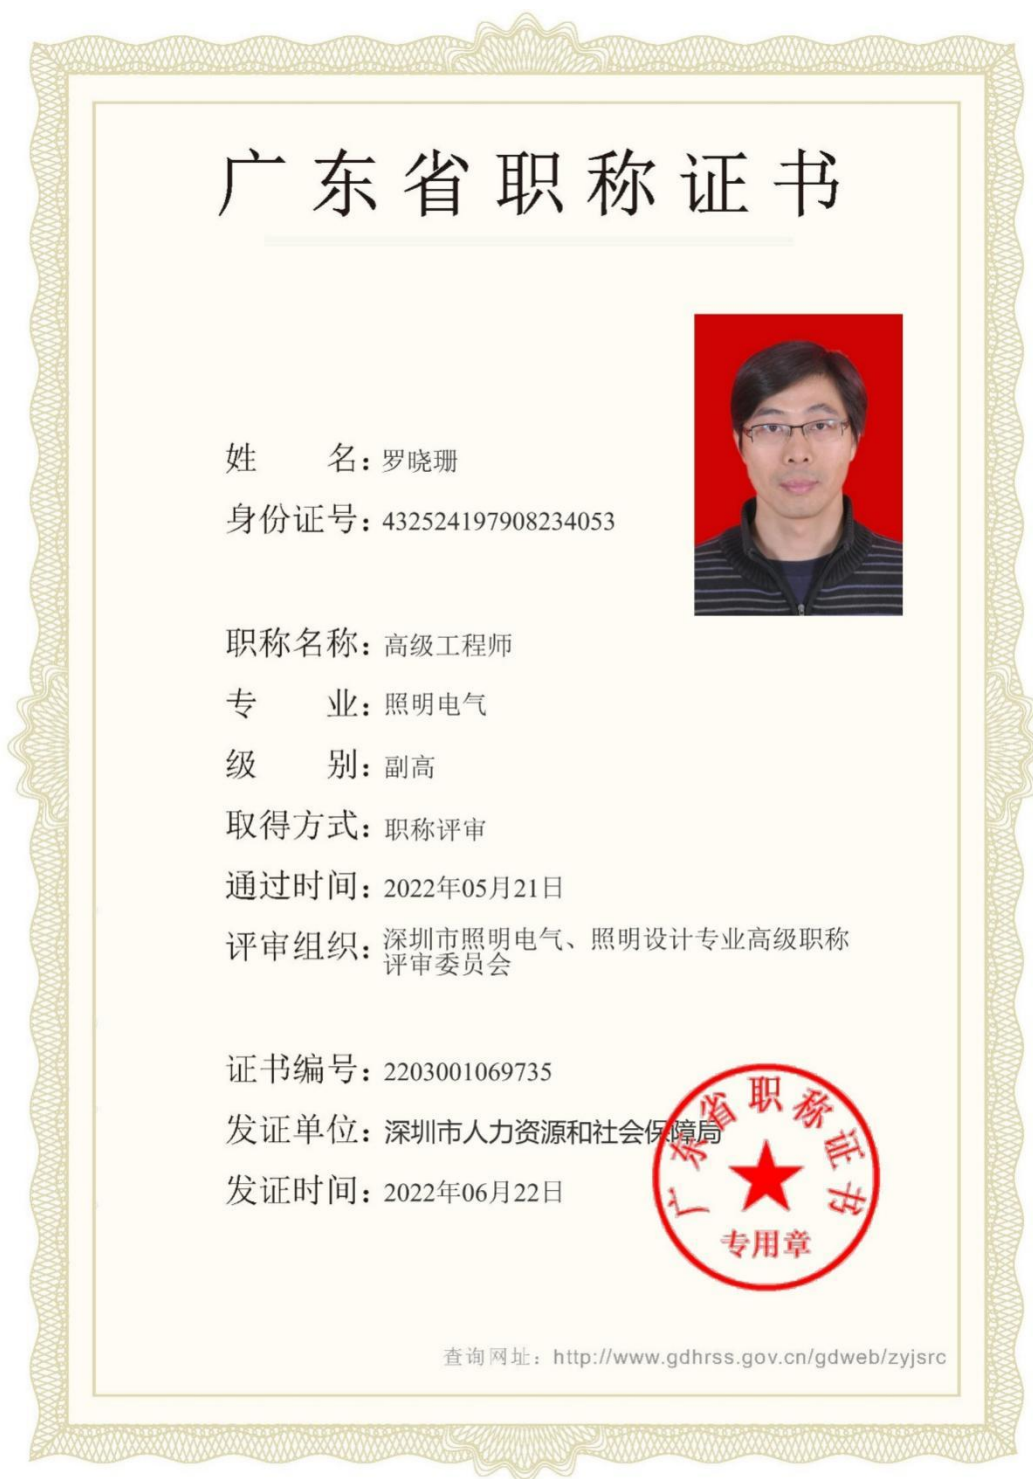 广东省职称证书
姓 名：罗晓珊
身份证号：432524197908234053
职称名称：高级工程师
专 业：照明电气
级 别：副高
取得方式：职称评审
通过时间：2022年05月21日
评审组织：深圳市照明电气、照明设计专业高级职称
评审委员会
证书编号：2203001069735
发证单位：深圳市人力资源和社会保障局
发证时间：2022年06月22日
广东省职称证书
专用章
查询网址：http://www.gdhrss.gov.cn/gdweb/zyjsrc